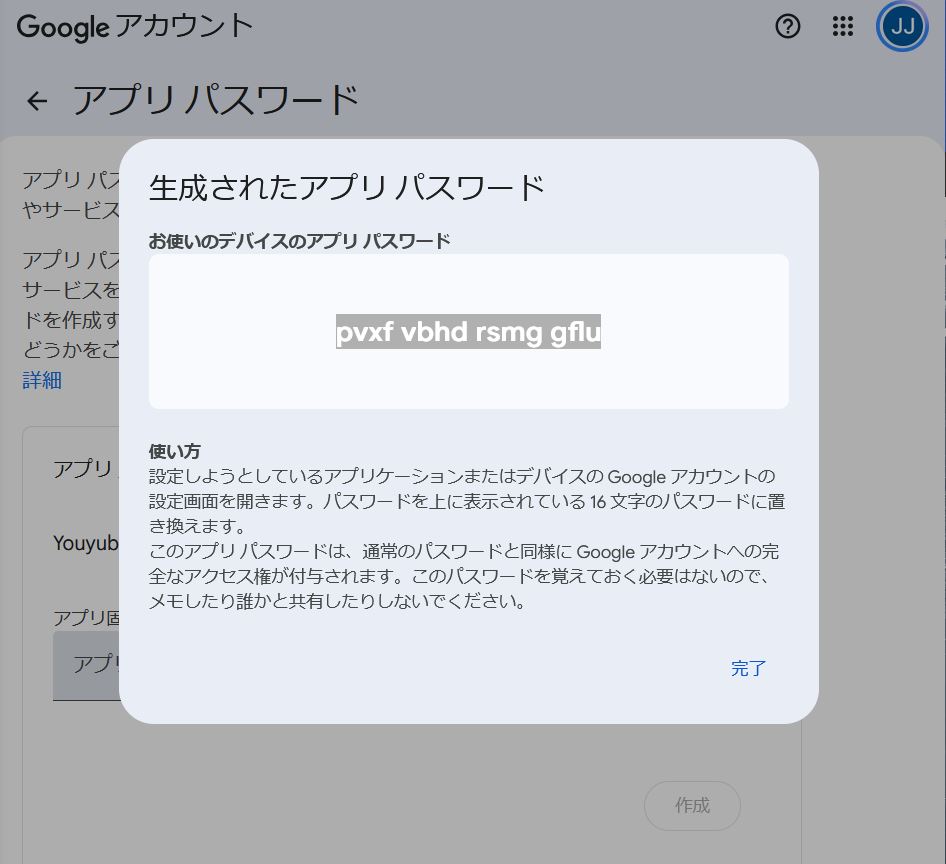 Google アカウント
JJ
アプリ パスワード
アプリ パス
やサービス
アプリ パス
サービスを
ドを作成す
どうかをご
詳細
アプリ
Youyub
アプリ固
アプリ
作成
生成されたアプリ パスワード
お使いのデバイスのアプリ パスワード
pvxf vbhd rsmg gflu
使い方
設定しようとしているアプリケーションまたはデバイスの Google アカウントの
設定画面を開きます。パスワードを上に表示されている 16 文字のパスワードに置
き換えます。
このアプリ パスワードは、通常のパスワードと同様に Google アカウントへの完
全なアクセス権が付与されます。このパスワードを覚えておく必要はないので、
メモしたり誰かと共有したりしないでください。
完了